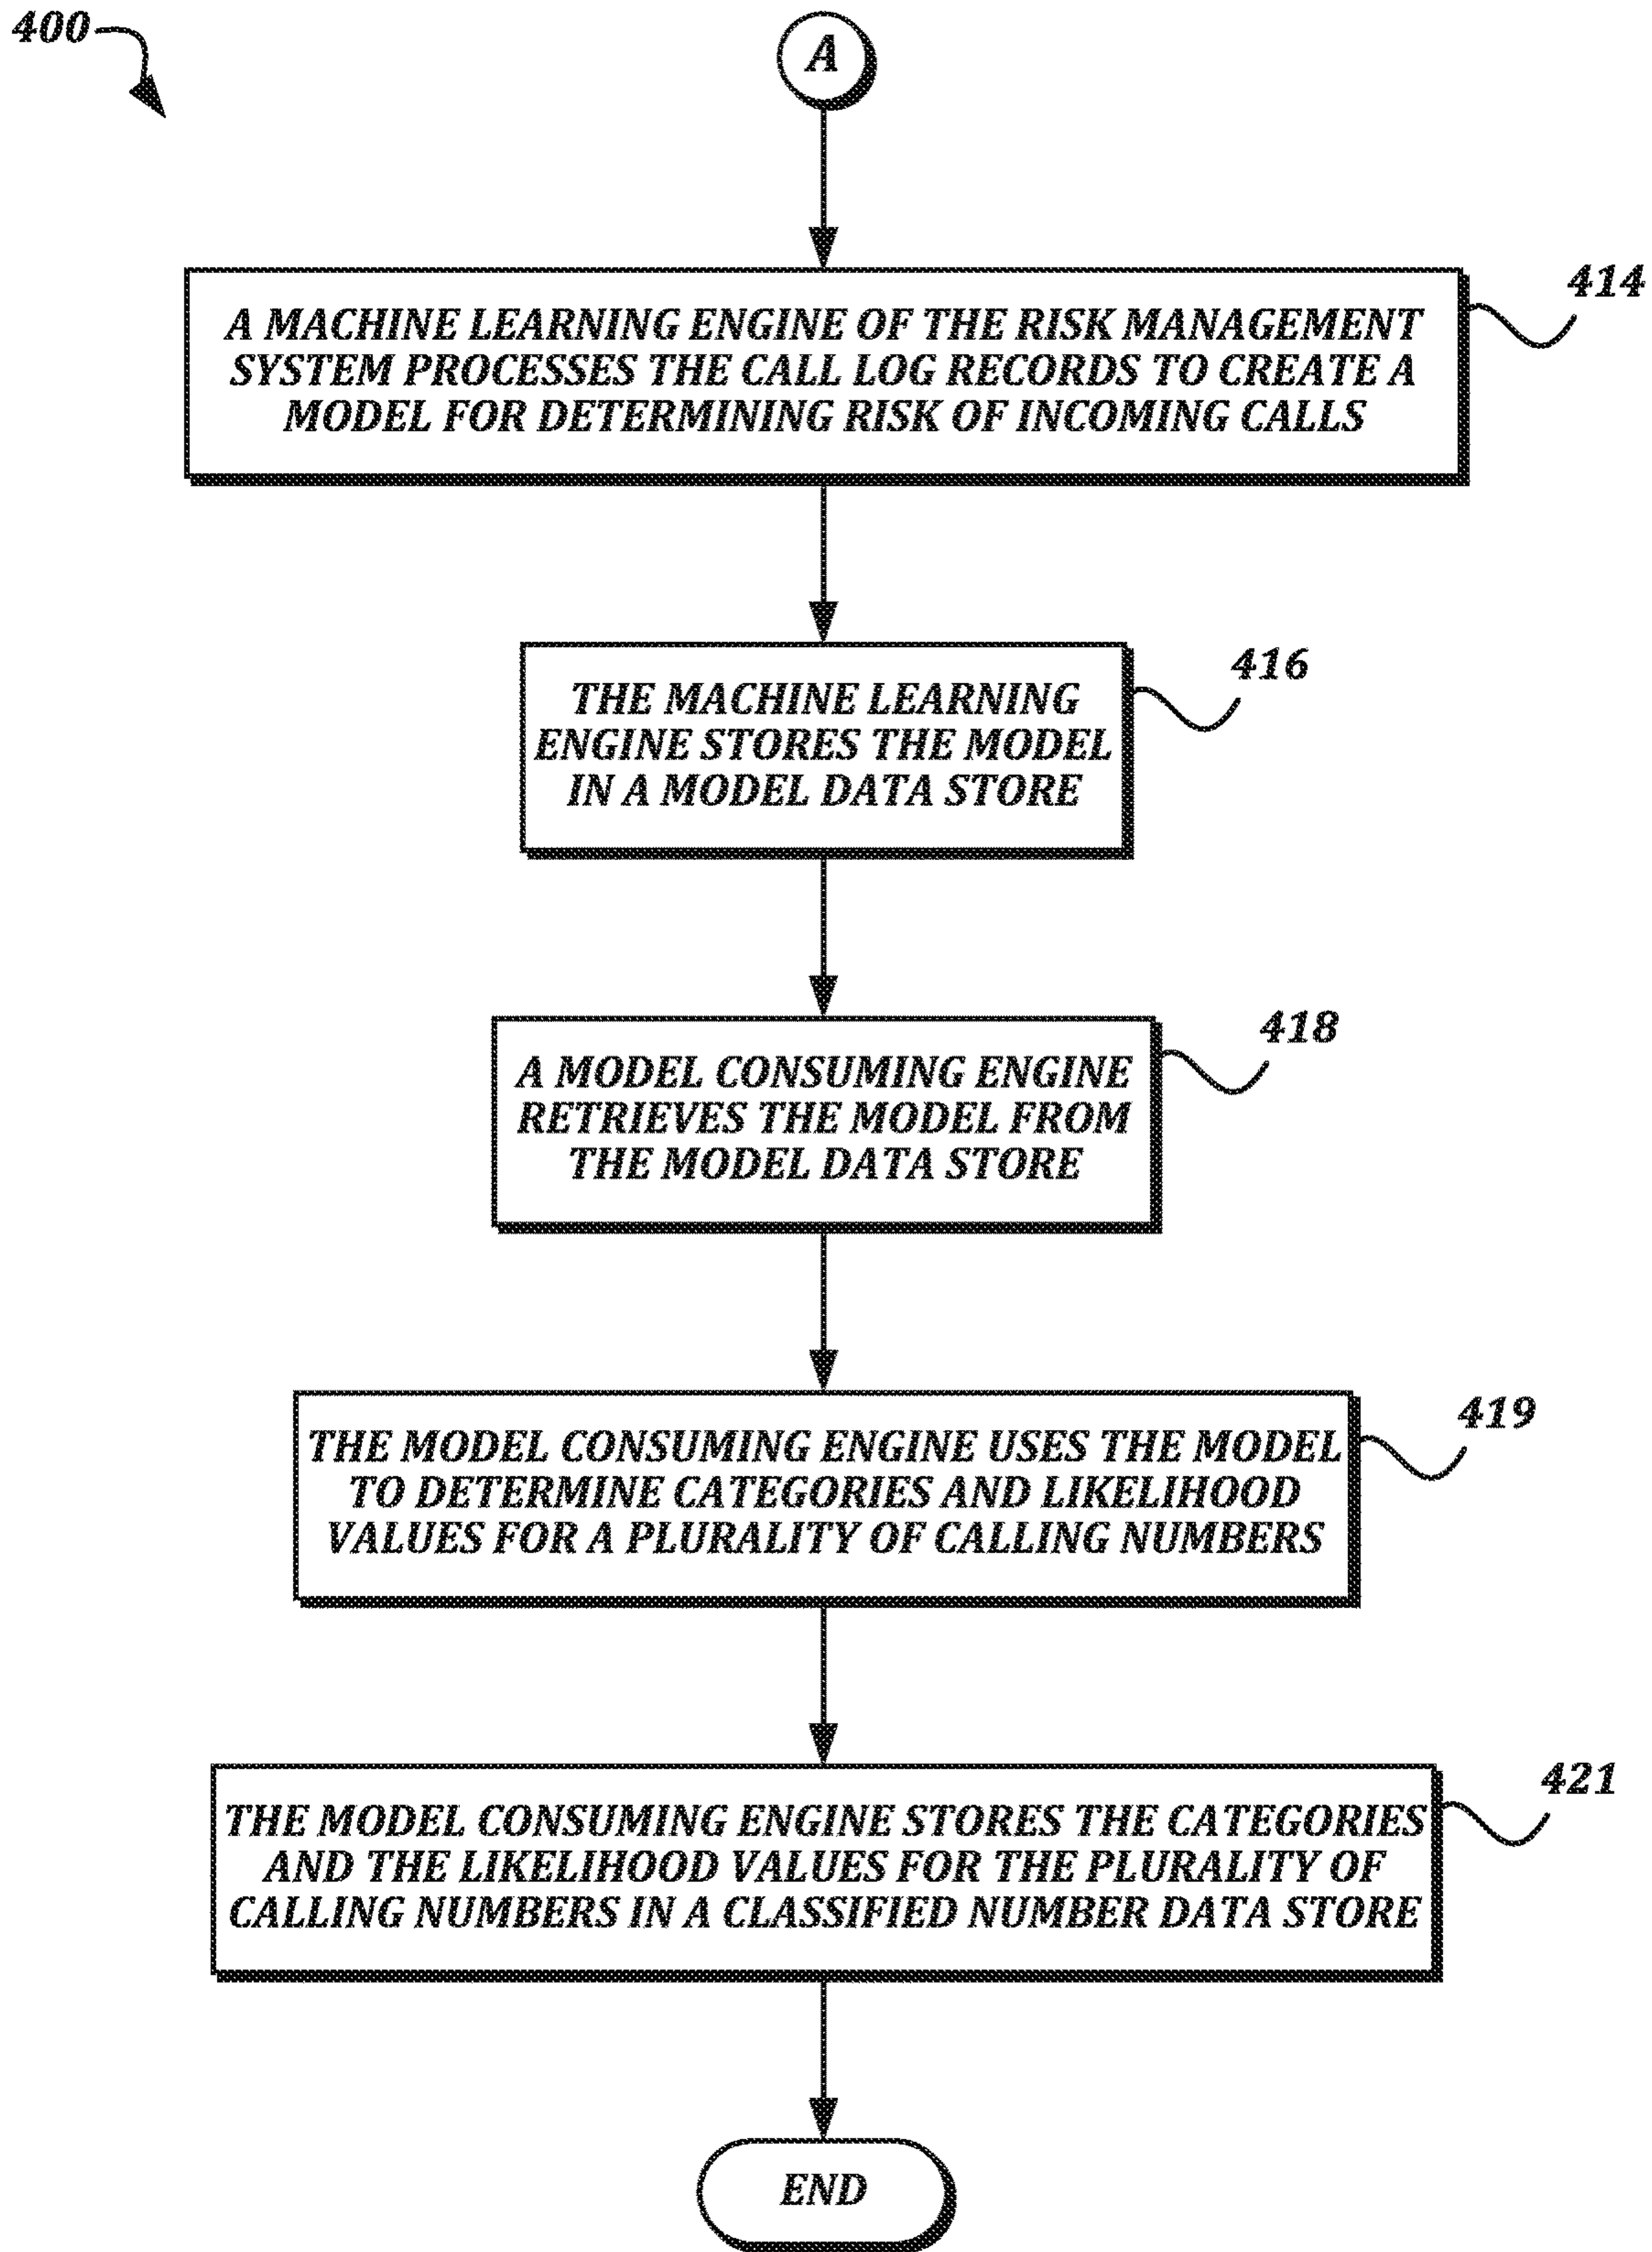 400
A
A MACHINE LEARNING ENGINE OF THE RISK MANAGEMENT
SYSTEM PROCESSES THE CALL LOG RECORDS TO CREATE A
MODEL FOR DETERMINING RISK OF INCOMING CALLS
414
THE MACHINE LEARNING
ENGINE STORES THE MODEL
IN A MODEL DATA STORE
416
A MODEL CONSUMING ENGINE
RETRIEVES THE MODEL FROM
THE MODEL DATA STORE
418
THE MODEL CONSUMING ENGINE USES THE MODEL
TO DETERMINE CATEGORIES AND LIKELIHOOD
VALUES FOR A PLURALITY OF CALLING NUMBERS
419
THE MODEL CONSUMING ENGINE STORES THE CATEGORIES
AND THE LIKELIHOOD VALUES FOR THE PLURALITY OF
CALLING NUMBERS IN A CLASSIFIED NUMBER DATA STORE
421
END